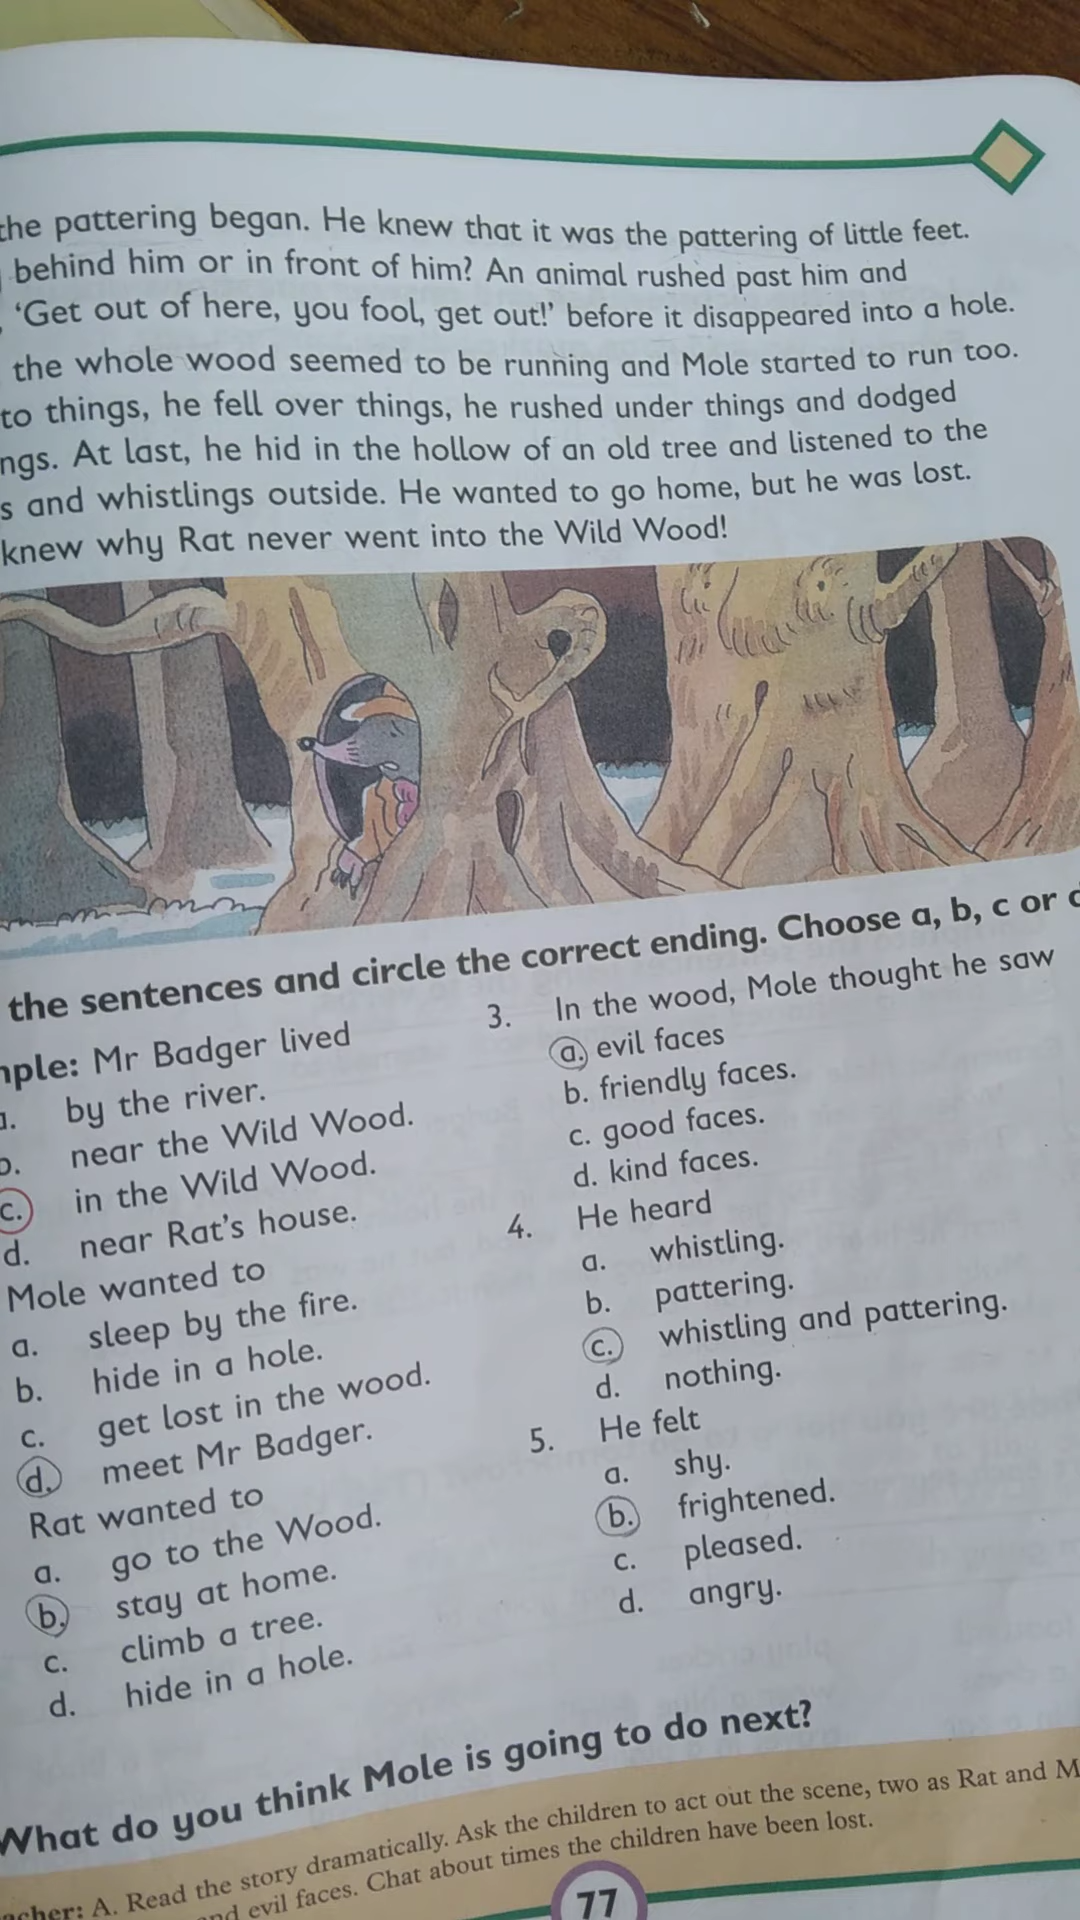 the pattering began. He knew that it was the pattering of little feet.
behind him or in front of him? An animal rushed past him and
‘Get out of here, you fool, get out!’ before it disappeared into a hole.
the whole wood seemed to be running and Mole started to run too.
to things, he fell over things, he rushed under things and dodged
ngs. At last, he hid in the hollow of an old tree and listened to the
s and whistlings outside. He wanted to go home, but he was lost.
knew why Rat never went into the Wild Wood!
the sentences and circle the correct ending. Choose a, b, c or d
mple: Mr Badger lived
a. by the river.
b. near the Wild Wood.
c. in the Wild Wood.
d. near Rat’s house.
Mole wanted to
a. sleep by the fire.
b. hide in a hole.
c. get lost in the wood.
d. meet Mr Badger.
Rat wanted to
a. go to the Wood.
b. stay at home.
c. climb a tree.
d. hide in a hole.
3. In the wood, Mole thought he saw
a. evil faces
b. friendly faces.
c. good faces.
d. kind faces.
4. He heard
a. whistling.
b. pattering.
c. whistling and pattering.
d. nothing.
5. He felt
a. shy.
b. frightened.
c. pleased.
d. angry.
What do you think Mole is going to do next?
acher: A. Read the story dramatically. Ask the children to act out the scene, two as Rat and M
nd evil faces. Chat about times the children have been lost.
77